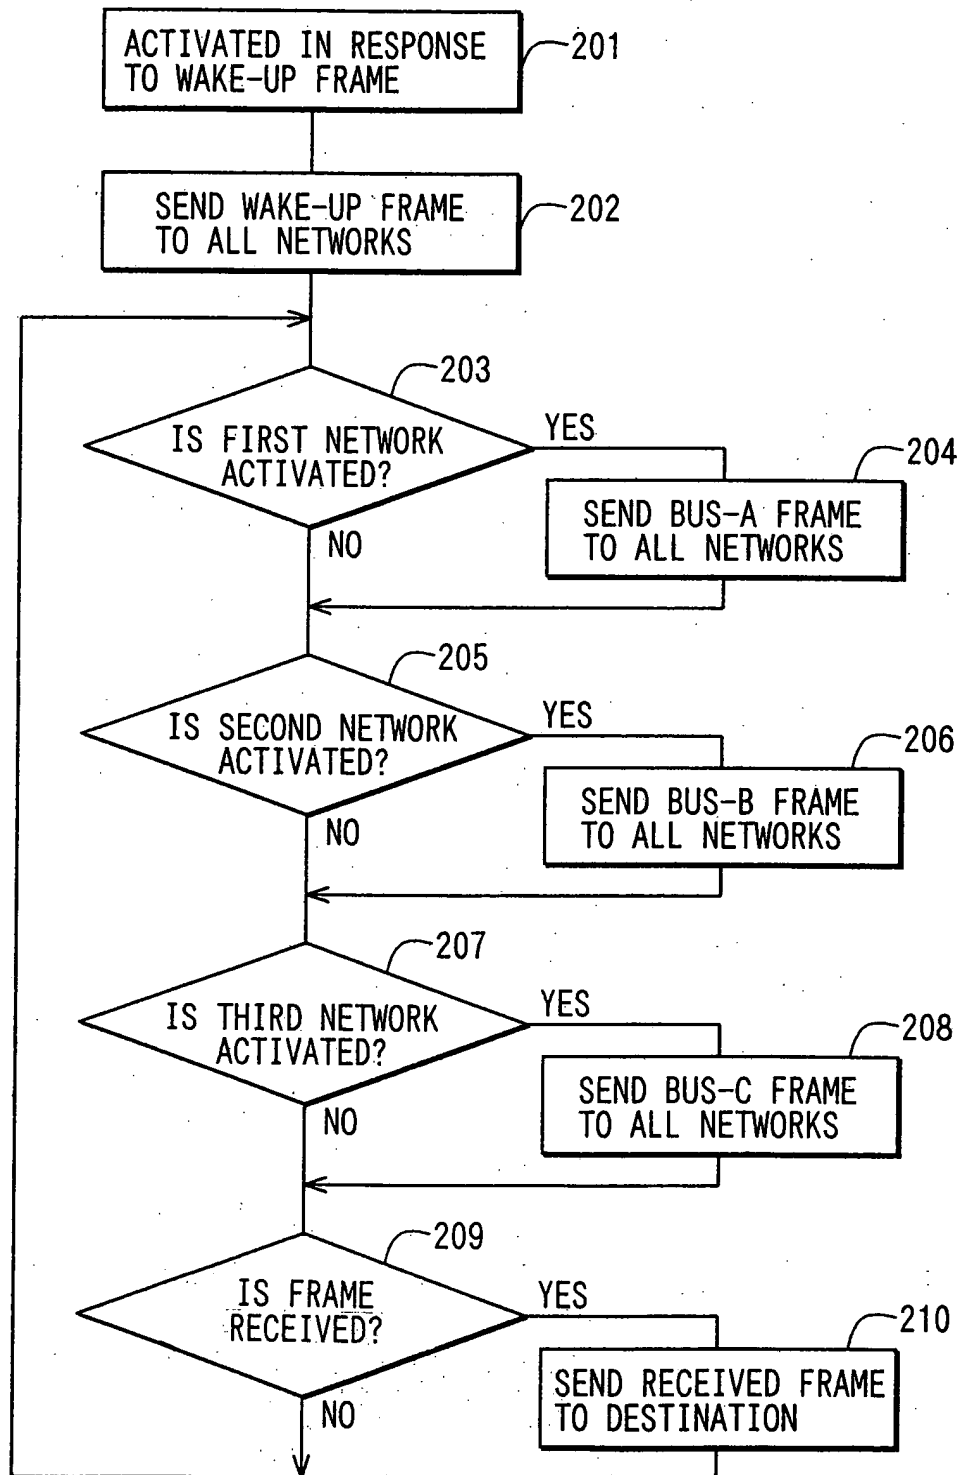 ACTIVATED IN RESPONSE
TO WAKE-UP FRAME
201
SEND WAKE-UP FRAME
TO ALL NETWORKS
202
203
IS FIRST NETWORK
ACTIVATED?
YES
NO
204
SEND BUS-A FRAME
TO ALL NETWORKS
205
IS SECOND NETWORK
ACTIVATED?
YES
NO
206
SEND BUS-B FRAME
TO ALL NETWORKS
207
IS THIRD NETWORK
ACTIVATED?
YES
NO
208
SEND BUS-C FRAME
TO ALL NETWORKS
209
IS FRAME
RECEIVED?
YES
NO
210
SEND RECEIVED FRAME
TO DESTINATION